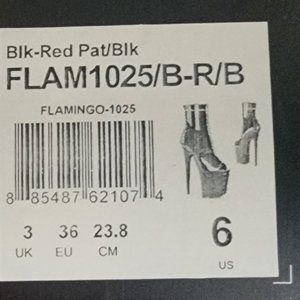 Blk-Red Pat/Blk
FLAM1025/B-R/B
FLAMINGO-1025
8 85487 62107 4
3 36 23.8 6
UK EU CM US